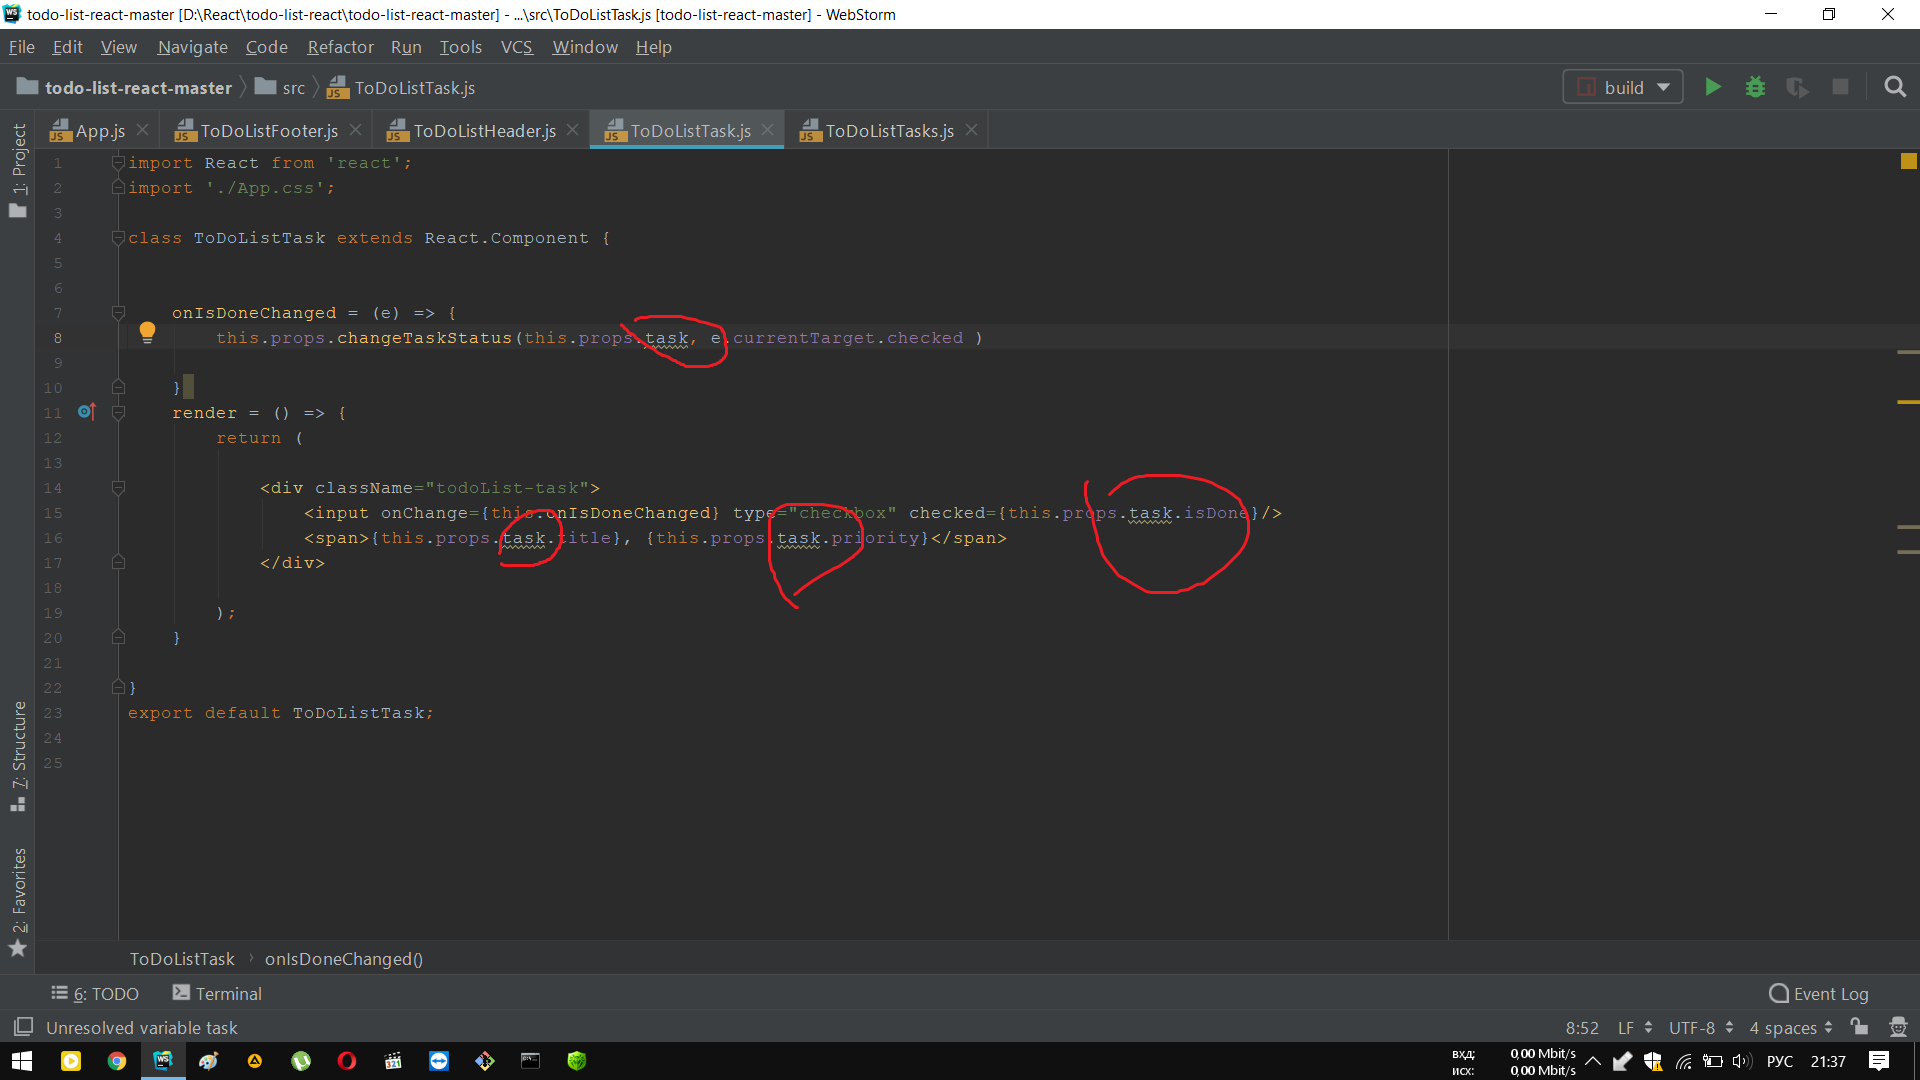 todo-list-react-master [D:\React\todo-list-react\todo-list-react-master] - ...\src\ToDoListTask.js [todo-list-react-master] - WebStorm
File Edit View Navigate Code Refactor Run Tools VCS Window Help
todo-list-react-master src ToDoListTask.js build
App.js ToDoListFooter.js ToDoListHeader.js ToDoListTask.js ToDoListTasks.js
1: Project
7: Structure
2: Favorites
1 import React from 'react';
2 import './App.css';
3
4 class ToDoListTask extends React.Component {
5
6
7 onIsDoneChanged = (e) => {
8 this.props.changeTaskStatus(this.props.task, e.currentTarget.checked )
9
10 }
11 render = () => {
12 return (
13
14 <div className="todoList-task">
15 <input onChange={this.onIsDoneChanged} type="checkbox" checked={this.props.task.isDone}/>
16 <span>{this.props.task.title}, {this.props.task.priority}</span>
17 </div>
18
19 );
20 }
21
22 }
23 export default ToDoListTask;
24
25
ToDoListTask onIsDoneChanged()
6: TODO Terminal Event Log
Unresolved variable task 8:52 LF UTF-8 4 spaces
вхд: 0,00 Mbit/s
исх: 0,00 Mbit/s
РУС 21:37